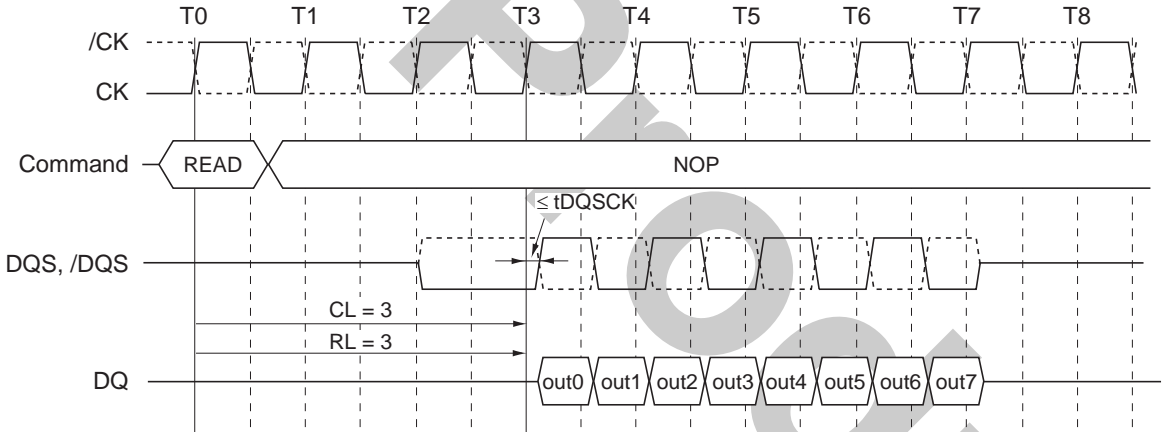 T0 T1 T2 T3 T4 T5 T6 T7 T8
/CK
CK
Command READ NOP
≤ tDQSCK
DQS, /DQS
CL = 3
RL = 3
DQ out0 out1 out2 out3 out4 out5 out6 out7